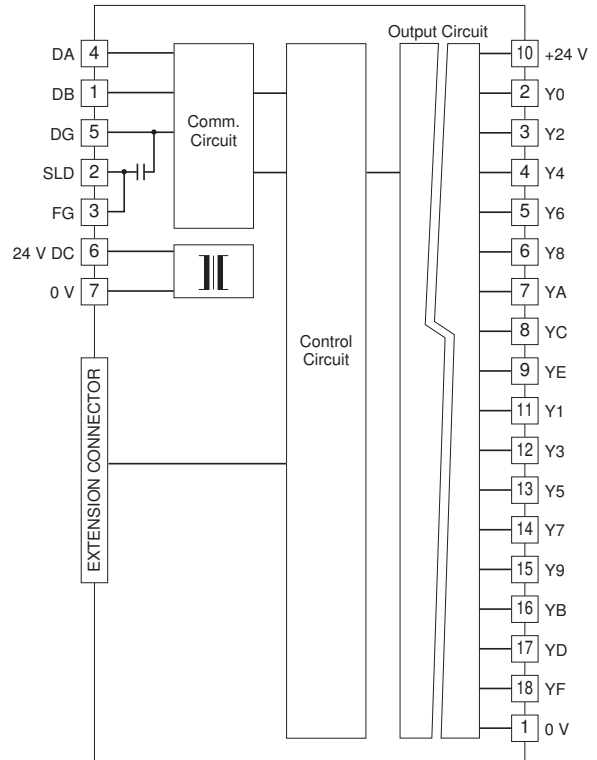 Output Circuit
DA 4
DB 1
DG 5
SLD 2
FG 3
24 V DC 6
0 V 7
EXTENSION CONNECTOR
Comm.
Circuit
Control
Circuit
10 +24 V
2 Y0
3 Y2
4 Y4
5 Y6
6 Y8
7 YA
8 YC
9 YE
11 Y1
12 Y3
13 Y5
14 Y7
15 Y9
16 YB
17 YD
18 YF
1 0 V